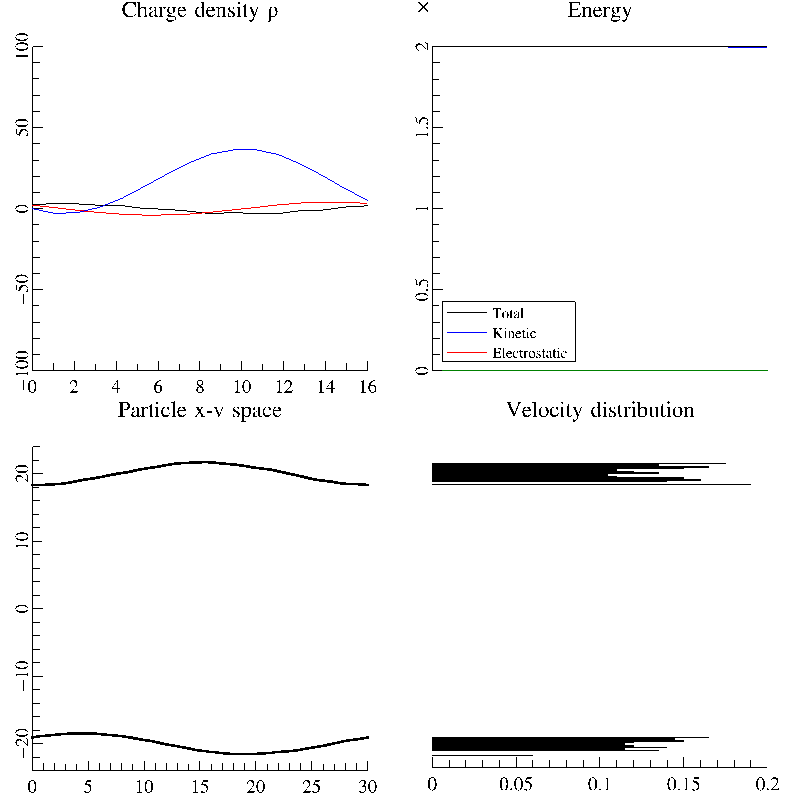 Charge density ρ
100
50
0
−50
−100
0 2 4 6 8 10 12 14 16
×
Energy
2
1.5
1
0.5
0
Total
Kinetic
Electrostatic
Particle x-v space
20
10
0
−10
−20
0 5 10 15 20 25 30
Velocity distribution
0 0.05 0.1 0.15 0.2